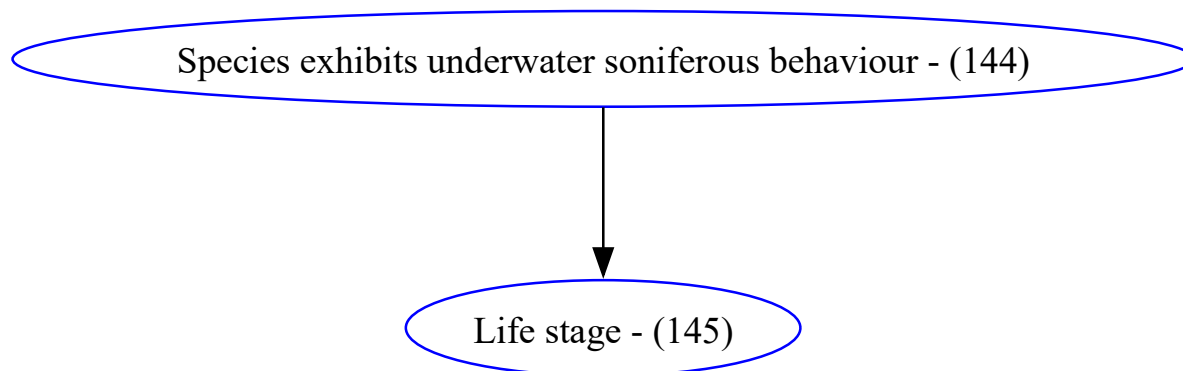 Species exhibits underwater soniferous behaviour - (144)
Life stage - (145)